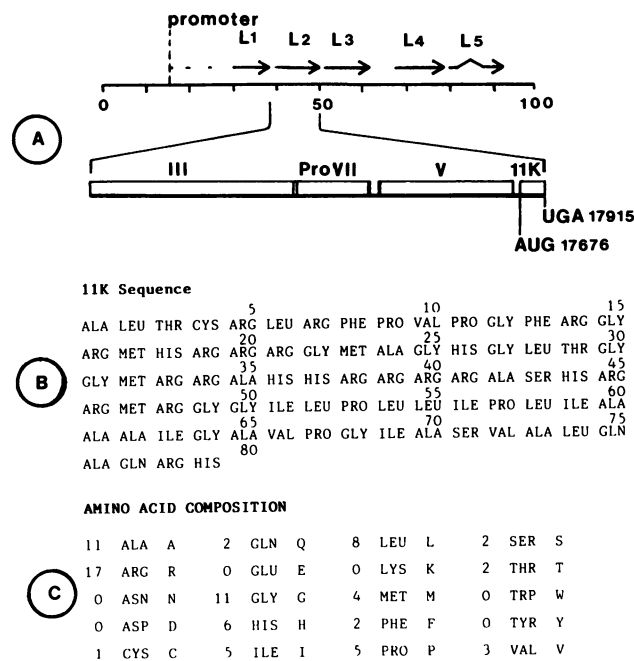 promoter
L1 L2 L3 L4 L5
0 50 100
A
III ProVII V 11K
UGA 17915
AUG 17676
11K Sequence
5 10 15
ALA LEU THR CYS ARG LEU ARG PHE PRO VAL PRO GLY PHE ARG GLY
20 25 30
ARG MET HIS ARG ARG ARG GLY MET ALA GLY HIS GLY LEU THR GLY
35 40 45
B
GLY MET ARG ARG ALA HIS HIS ARG ARG ARG ARG ALA SER HIS ARG
50 55 60
ARG MET ARG GLY GLY ILE LEU PRO LEU LEU ILE PRO LEU ILE ALA
65 70 75
ALA ALA ILE GLY ALA VAL PRO GLY ILE ALA SER VAL ALA LEU GLN
80
ALA GLN ARG HIS
AMINO ACID COMPOSITION
11 ALA A 2 GLN Q 8 LEU L 2 SER S
17 ARG R 0 GLU E 0 LYS K 2 THR T
C
0 ASN N 11 GLY G 4 MET M 0 TRP W
0 ASP D 6 HIS H 2 PHE F 0 TYR Y
1 CYS C 5 ILE I 5 PRO P 3 VAL V